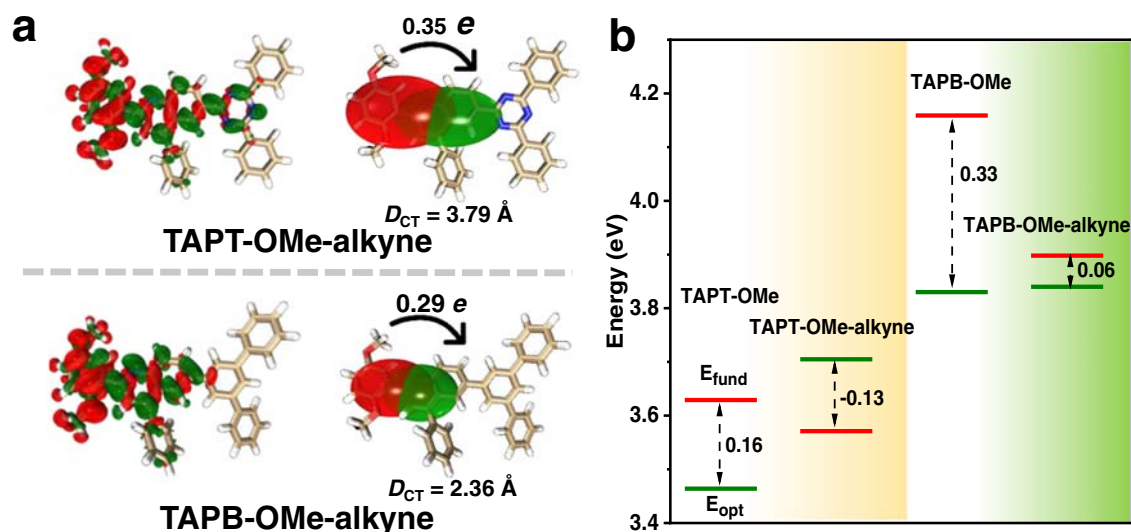 a
0.35 e
D_CT = 3.79 Å
TAPT-OMe-alkyne
0.29 e
D_CT = 2.36 Å
TAPB-OMe-alkyne
b
Energy (eV)
4.2
4.0
3.8
3.6
3.4
TAPB-OMe
0.33
TAPB-OMe-alkyne
0.06
TAPT-OMe
TAPT-OMe-alkyne
E_fund
-0.13
0.16
E_opt